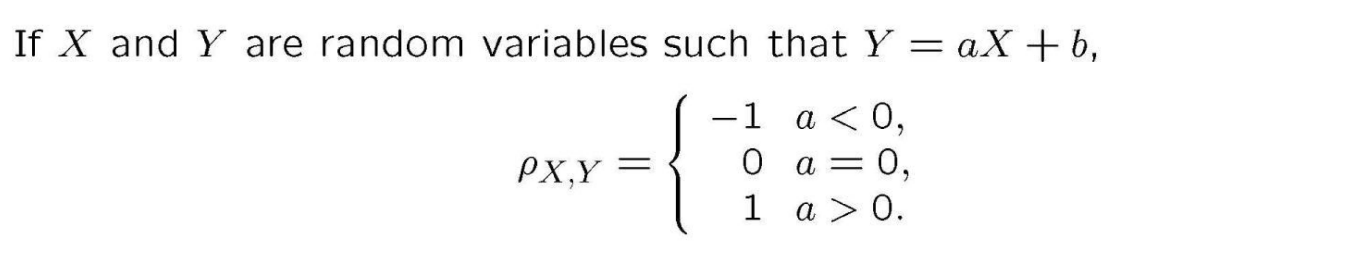 If X and Y are random variables such that Y = aX + b,
ρX,Y = { −1 a < 0,
0 a = 0,
1 a > 0.